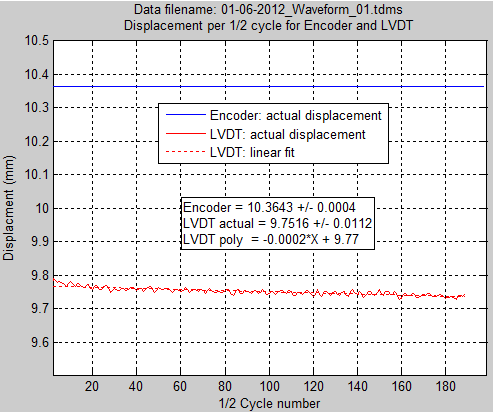 Data filename: 01-06-2012_Waveform_01.tdms
Displacement per 1/2 cycle for Encoder and LVDT
10.5
10.4
10.3
10.2
10.1
10
9.9
9.8
9.7
9.6
Displacment (mm)
Encoder: actual displacement
LVDT: actual displacement
LVDT: linear fit
Encoder = 10.3643 +/- 0.0004
LVDT actual = 9.7516 +/- 0.0112
LVDT poly  = -0.0002*X + 9.77
20 40 60 80 100 120 140 160 180
1/2 Cycle number